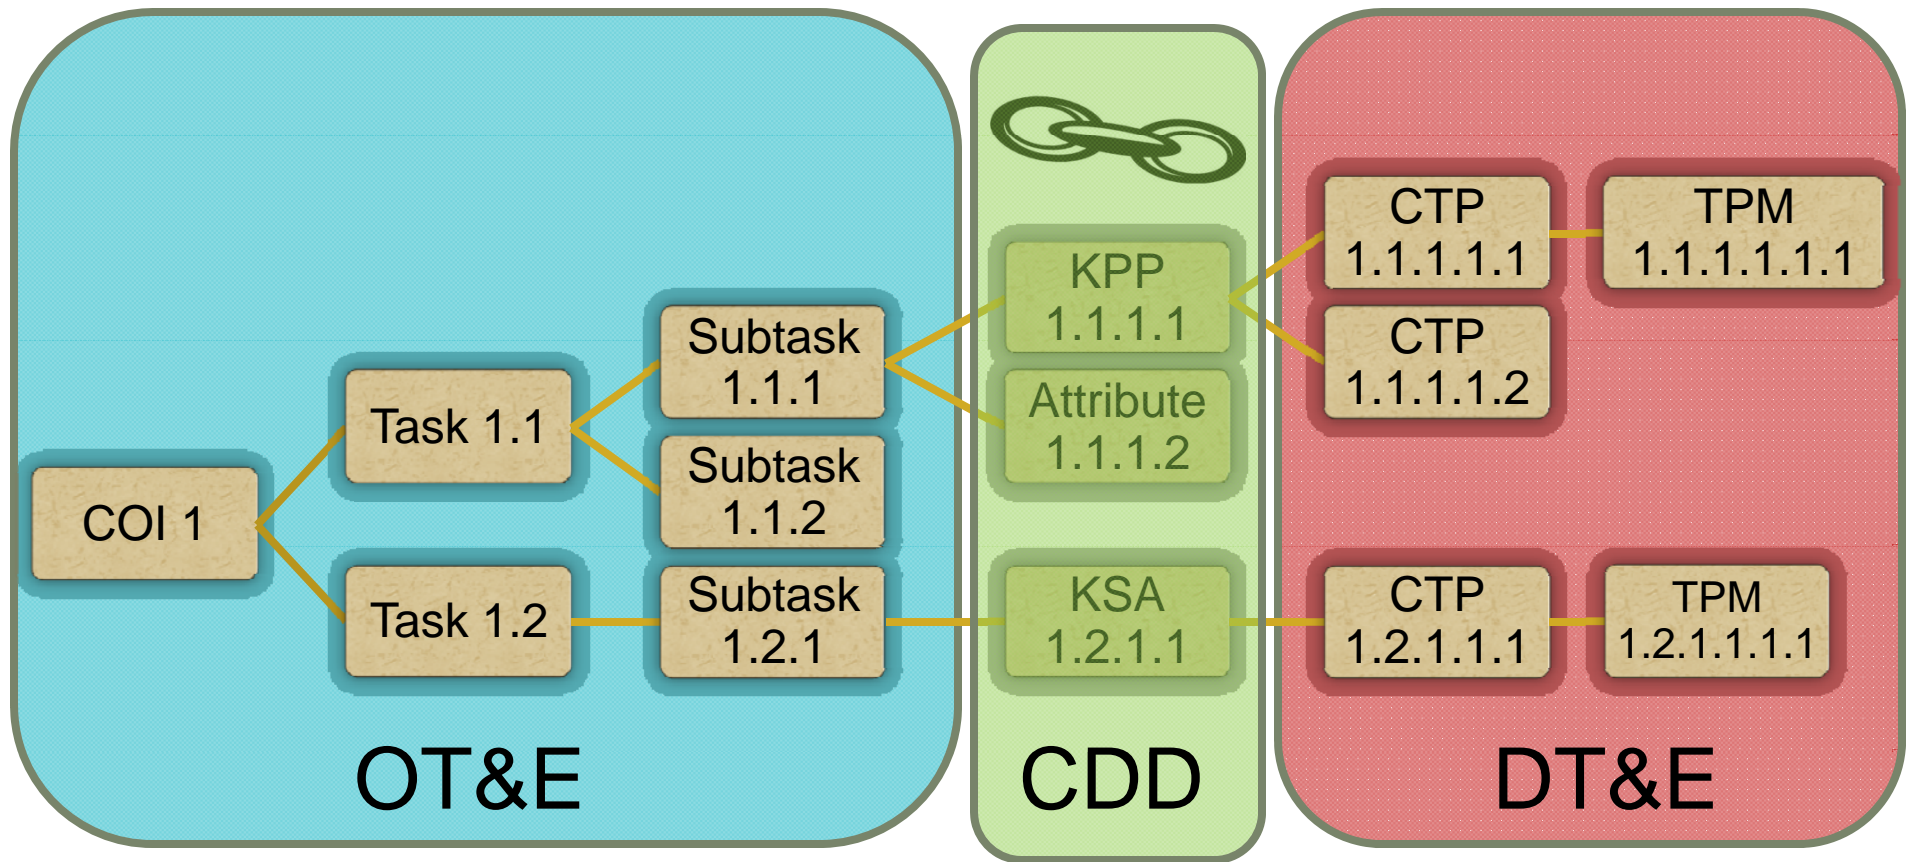 COI 1
Task 1.1
Task 1.2
Subtask
1.1.1
Subtask
1.1.2
Subtask
1.2.1
OT&E
KPP
1.1.1.1
Attribute
1.1.1.2
KSA
1.2.1.1
CDD
CTP
1.1.1.1.1
CTP
1.1.1.1.2
CTP
1.2.1.1.1
TPM
1.1.1.1.1.1
TPM
1.2.1.1.1.1
DT&E